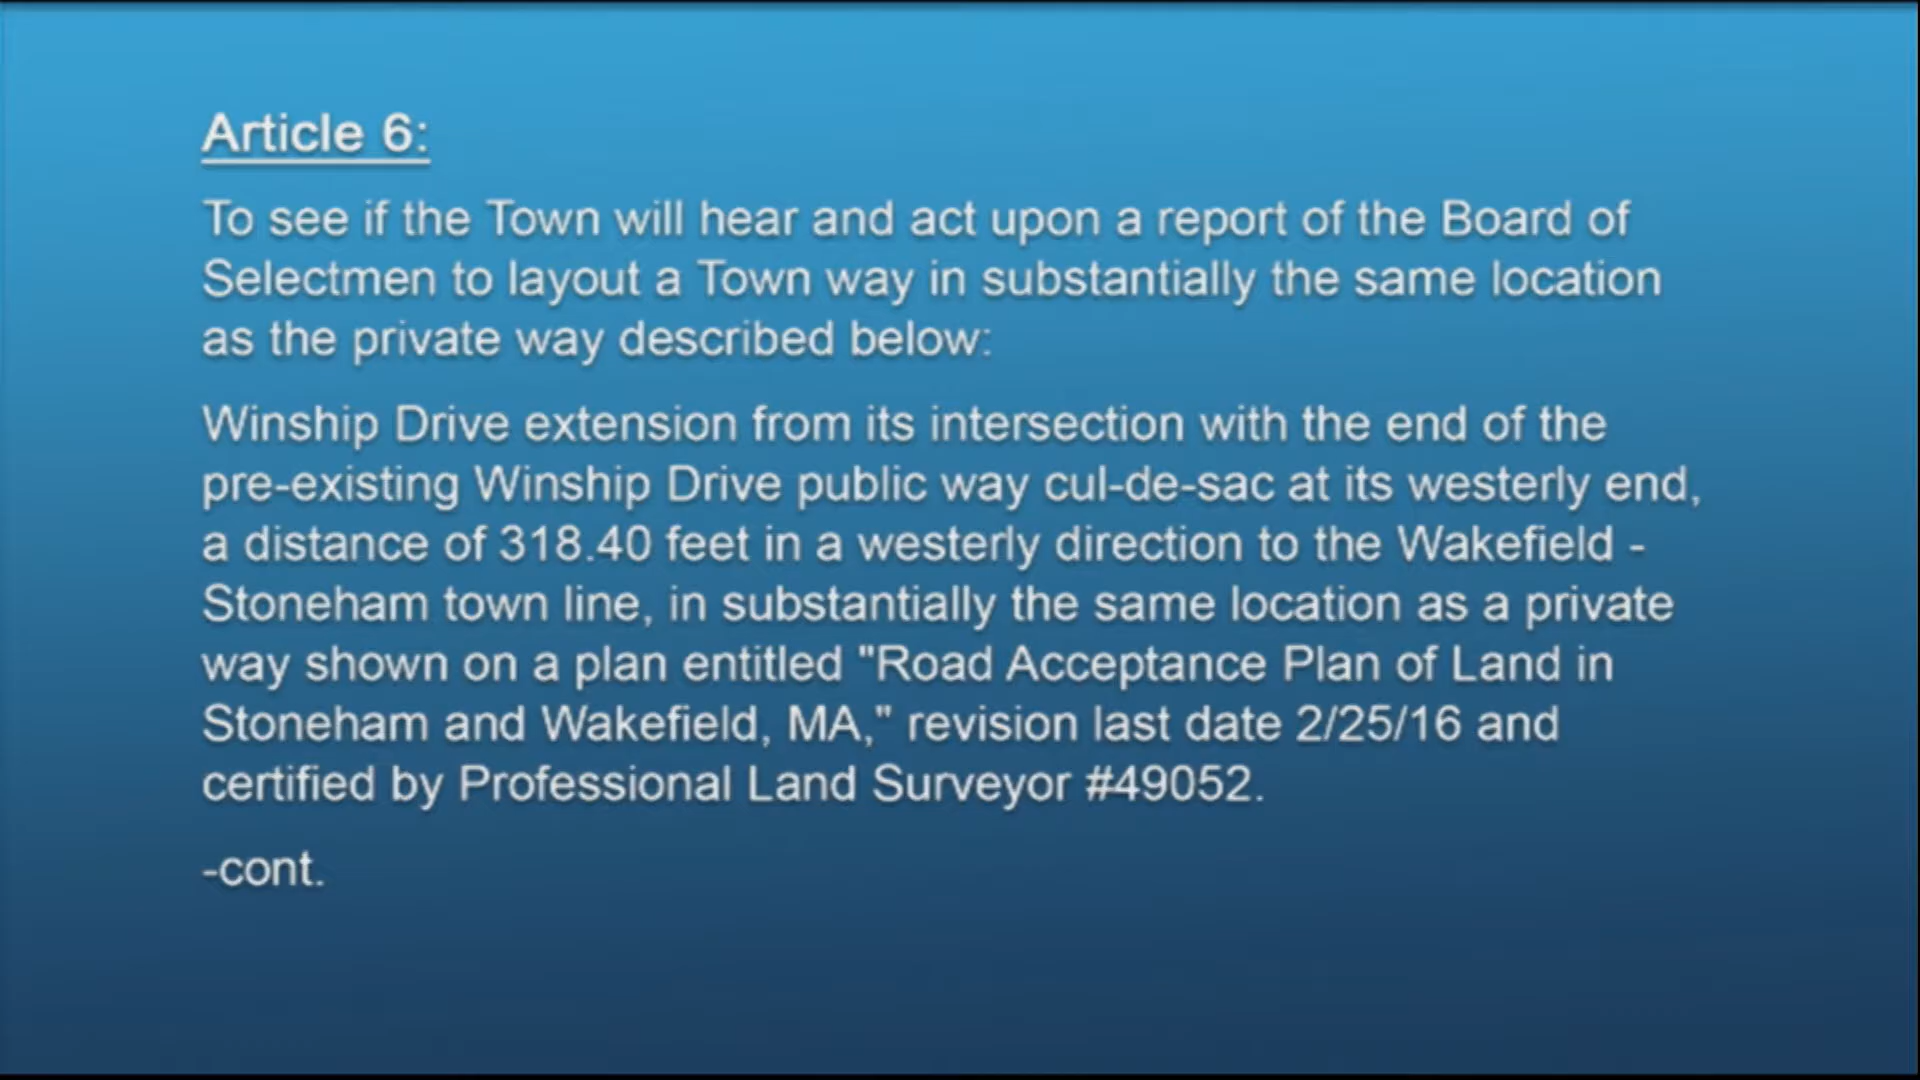 Article 6:
To see if the Town will hear and act upon a report of the Board of
Selectmen to layout a Town way in substantially the same location
as the private way described below:
Winship Drive extension from its intersection with the end of the
pre-existing Winship Drive public way cul-de-sac at its westerly end,
a distance of 318.40 feet in a westerly direction to the Wakefield -
Stoneham town line, in substantially the same location as a private
way shown on a plan entitled "Road Acceptance Plan of Land in
Stoneham and Wakefield, MA," revision last date 2/25/16 and
certified by Professional Land Surveyor #49052.
-cont.